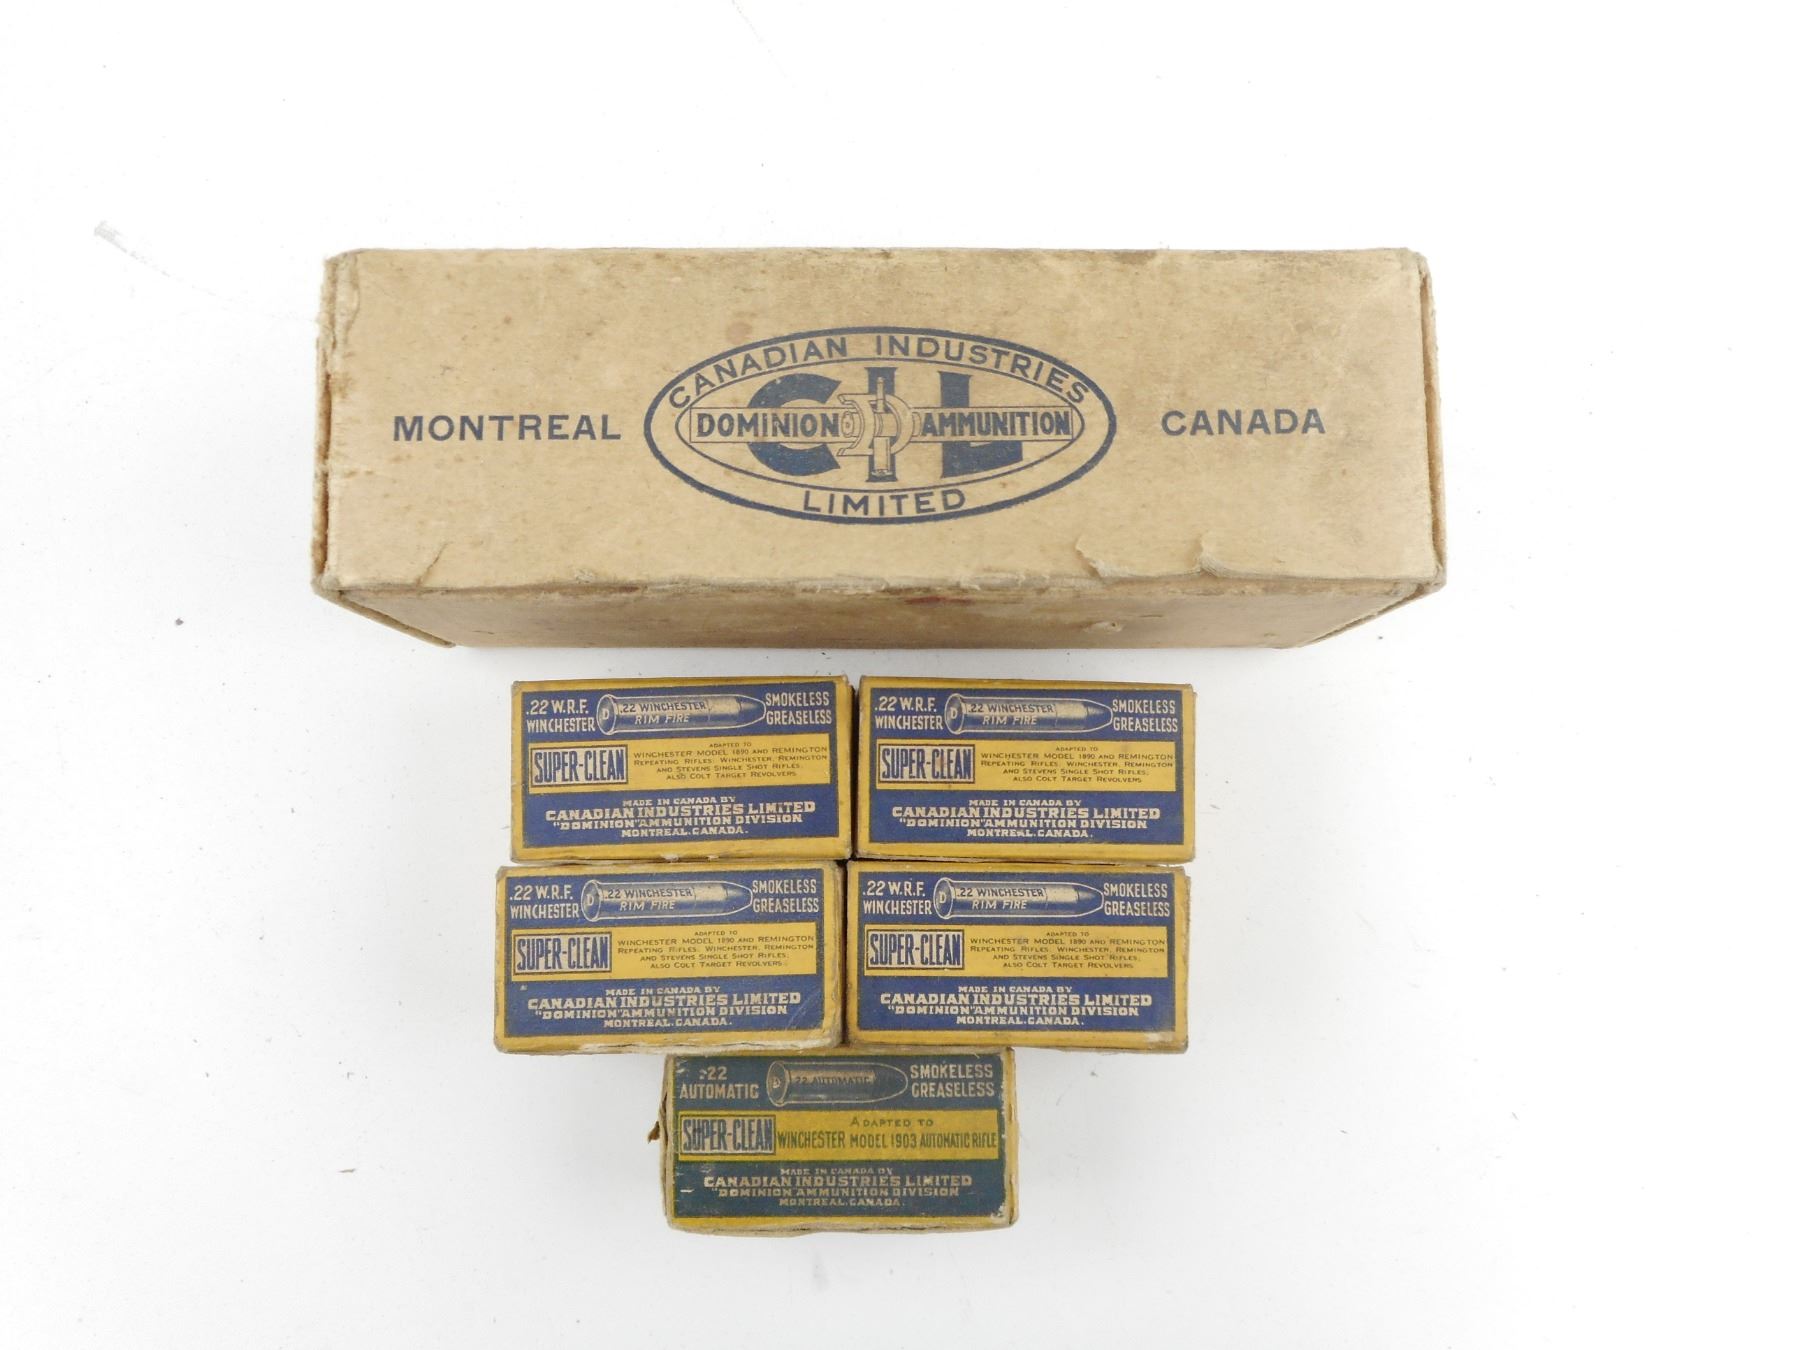 CANADIAN INDUSTRIES
CIL
MONTREAL DOMINION AMMUNITION CANADA
LIMITED
.22 W.R.F. WINCHESTER
.22 WINCHESTER
RIM FIRE
D
SMOKELESS
GREASELESS
SUPER-CLEAN
ADAPTED TO
WINCHESTER MODEL 1890 AND REMINGTON
REPEATING RIFLES, WINCHESTER, REMINGTON
AND STEVENS SINGLE SHOT RIFLES,
ALSO COLT TARGET REVOLVERS
MADE IN CANADA BY
CANADIAN INDUSTRIES LIMITED
"DOMINION" AMMUNITION DIVISION
MONTREAL, CANADA.
.22 W.R.F. WINCHESTER
.22 WINCHESTER
RIM FIRE
D
SMOKELESS
GREASELESS
SUPER-CLEAN
ADAPTED TO
WINCHESTER MODEL 1890 AND REMINGTON
REPEATING RIFLES, WINCHESTER, REMINGTON
AND STEVENS SINGLE SHOT RIFLES,
ALSO COLT TARGET REVOLVERS
MADE IN CANADA BY
CANADIAN INDUSTRIES LIMITED
"DOMINION" AMMUNITION DIVISION
MONTREAL, CANADA.
.22 W.R.F. WINCHESTER
.22 WINCHESTER
RIM FIRE
D
SMOKELESS
GREASELESS
SUPER-CLEAN
ADAPTED TO
WINCHESTER MODEL 1890 AND REMINGTON
REPEATING RIFLES, WINCHESTER, REMINGTON
AND STEVENS SINGLE SHOT RIFLES,
ALSO COLT TARGET REVOLVERS
MADE IN CANADA BY
CANADIAN INDUSTRIES LIMITED
"DOMINION" AMMUNITION DIVISION
MONTREAL, CANADA.
.22 W.R.F. WINCHESTER
.22 WINCHESTER
RIM FIRE
D
SMOKELESS
GREASELESS
SUPER-CLEAN
ADAPTED TO
WINCHESTER MODEL 1890 AND REMINGTON
REPEATING RIFLES, WINCHESTER, REMINGTON
AND STEVENS SINGLE SHOT RIFLES,
ALSO COLT TARGET REVOLVERS
MADE IN CANADA BY
CANADIAN INDUSTRIES LIMITED
"DOMINION" AMMUNITION DIVISION
MONTREAL, CANADA.
.22
AUTOMATIC
D
.22 AUTOMATIC
SMOKELESS
GREASELESS
SUPER-CLEAN
ADAPTED TO
WINCHESTER MODEL 1903 AUTOMATIC RIFLE
MADE IN CANADA BY
CANADIAN INDUSTRIES LIMITED
"DOMINION" AMMUNITION DIVISION
MONTREAL, CANADA.